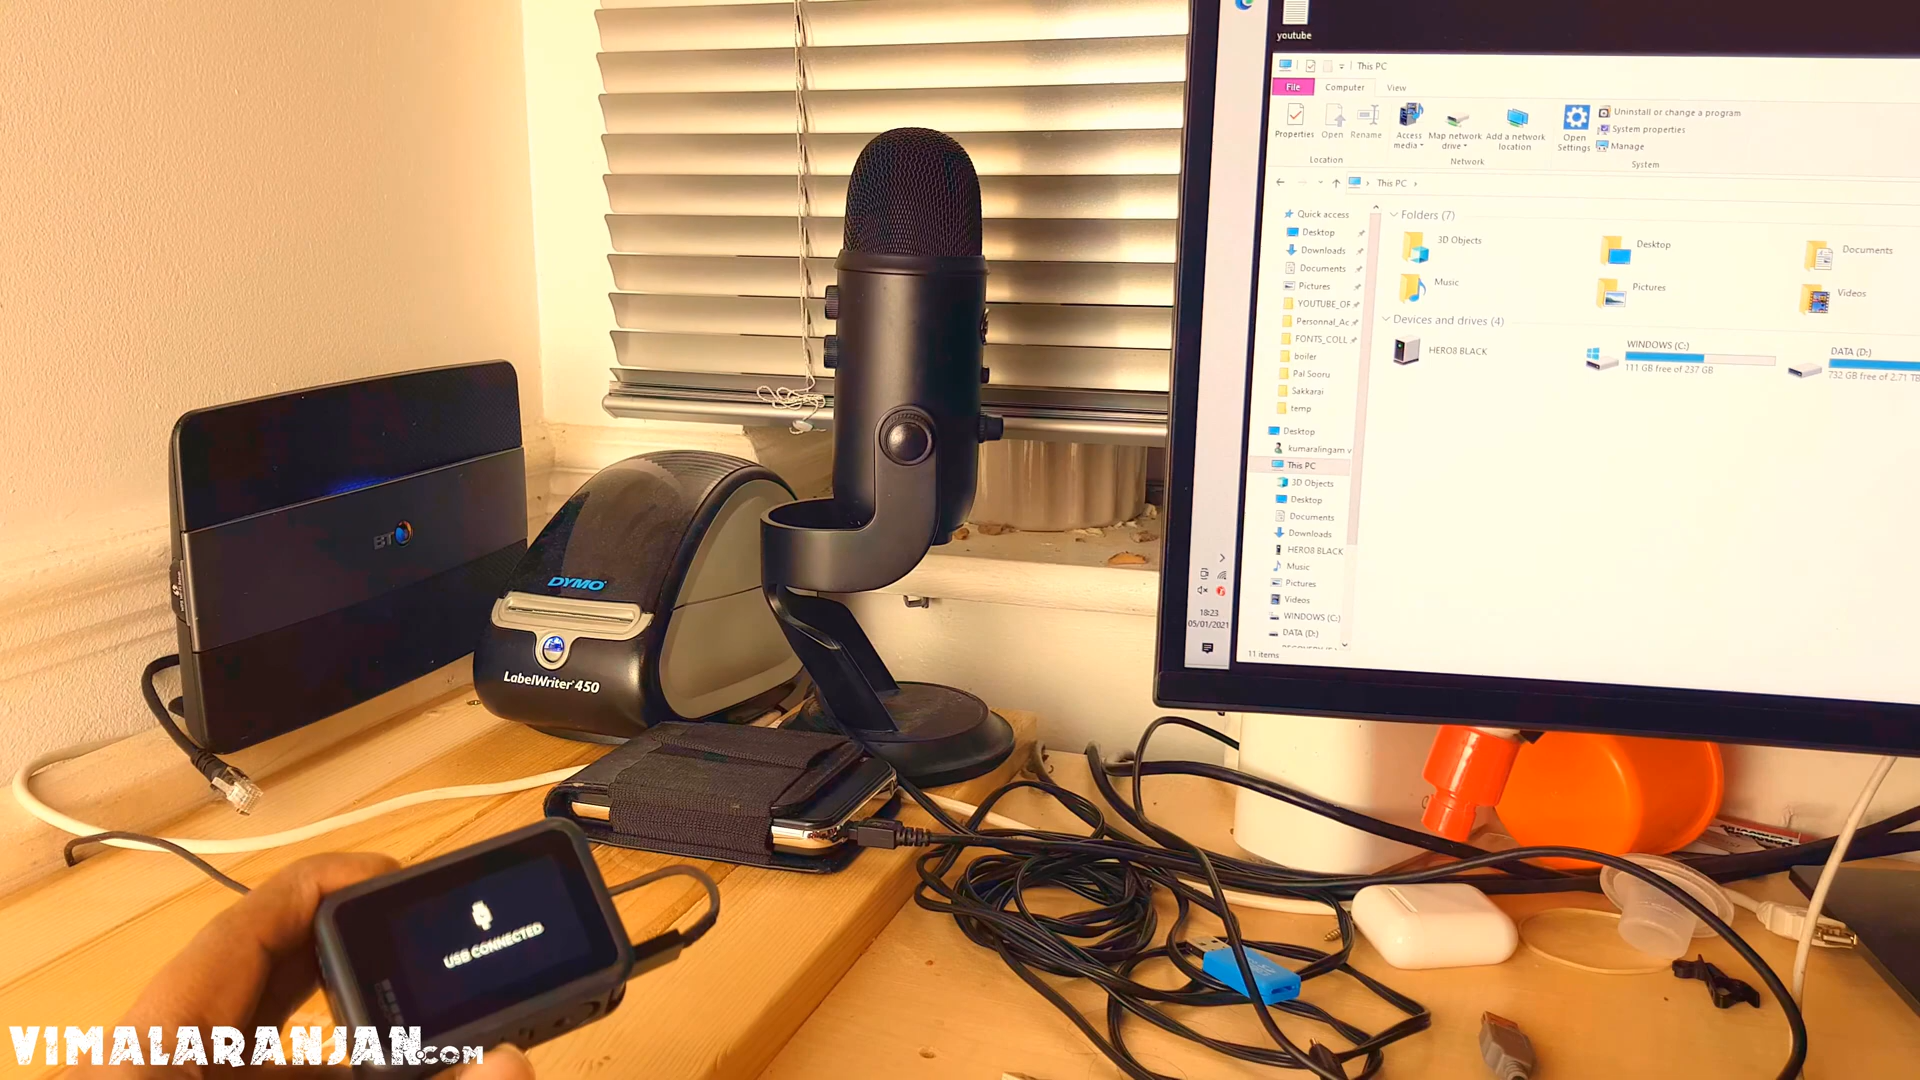 youtube
This PC
File Computer View
Properties
Open
Rename
Access media
Map network drive
Add a network location
Open Settings
Uninstall or change a program
System properties
Manage
Location
Network
System
This PC
Quick access
Desktop
Downloads
Documents
Pictures
YOUTUBE_OF
Personnal_Ac
FONTS_COLL
boiler
Pal Sooru
Sakkarai
temp
Desktop
kumaralingam v
This PC
3D Objects
Desktop
Documents
Downloads
HERO8 BLACK
Music
Pictures
Videos
WINDOWS (C:)
DATA (D:)
11 items
Folders (7)
3D Objects
Desktop
Documents
Music
Pictures
Videos
Devices and drives (4)
HERO8 BLACK
WINDOWS (C:)
111 GB free of 237 GB
DATA (D:)
732 GB free of 2.71 TB
18:23
05/01/2021
BT
DYMO
LabelWriter 450
USB CONNECTED
VIMALARANJAN.COM